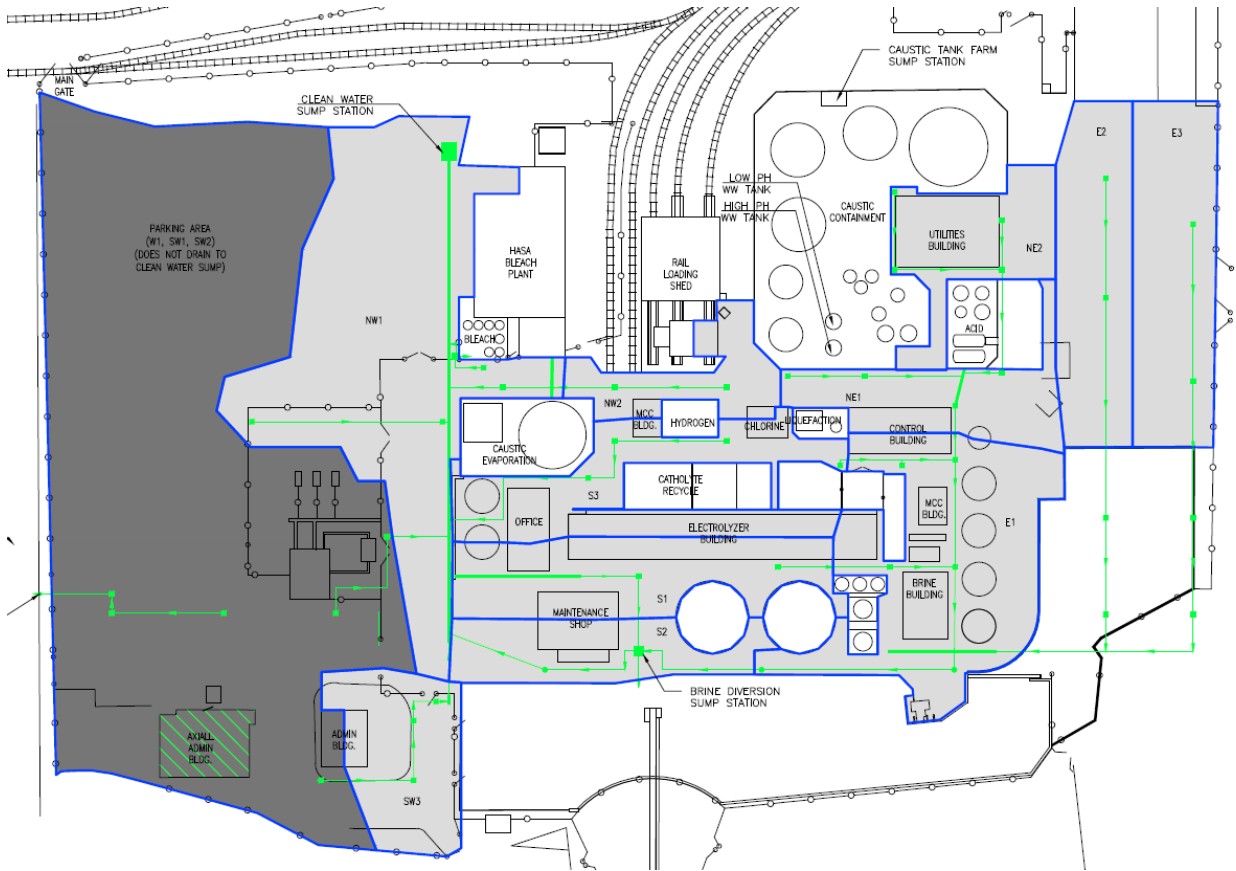 MAIN
GATE
CLEAN WATER
SUMP STATION
CAUSTIC TANK FARM
SUMP STATION
E2
E3
LOW PH
WW TANK
HIGH PH
WW TANK
CAUSTIC
CONTAINMENT
UTILITIES
BUILDING
NE2
PARKING AREA
(W1, SW1, SW2)
(DOES NOT DRAIN TO
CLEAN WATER SUMP)
HASA
BLEACH
PLANT
RAIL
LOADING
SHED
NW1
BLEACH
ACID
NW2
NE1
MCC
BLDG.
HYDROGEN
CHLORINE
LIQUEFACTION
CONTROL
BUILDING
CAUSTIC
EVAPORATION
CATHOLYTE
RECYCLE
S3
OFFICE
ELECTROLYZER
BUILDING
MCC
BLDG.
E1
BRINE
BUILDING
MAINTENANCE
SHOP
S1
S2
BRINE DIVERSION
SUMP STATION
AXIALL
ADMIN
BLDG.
ADMIN
BLDG.
SW3